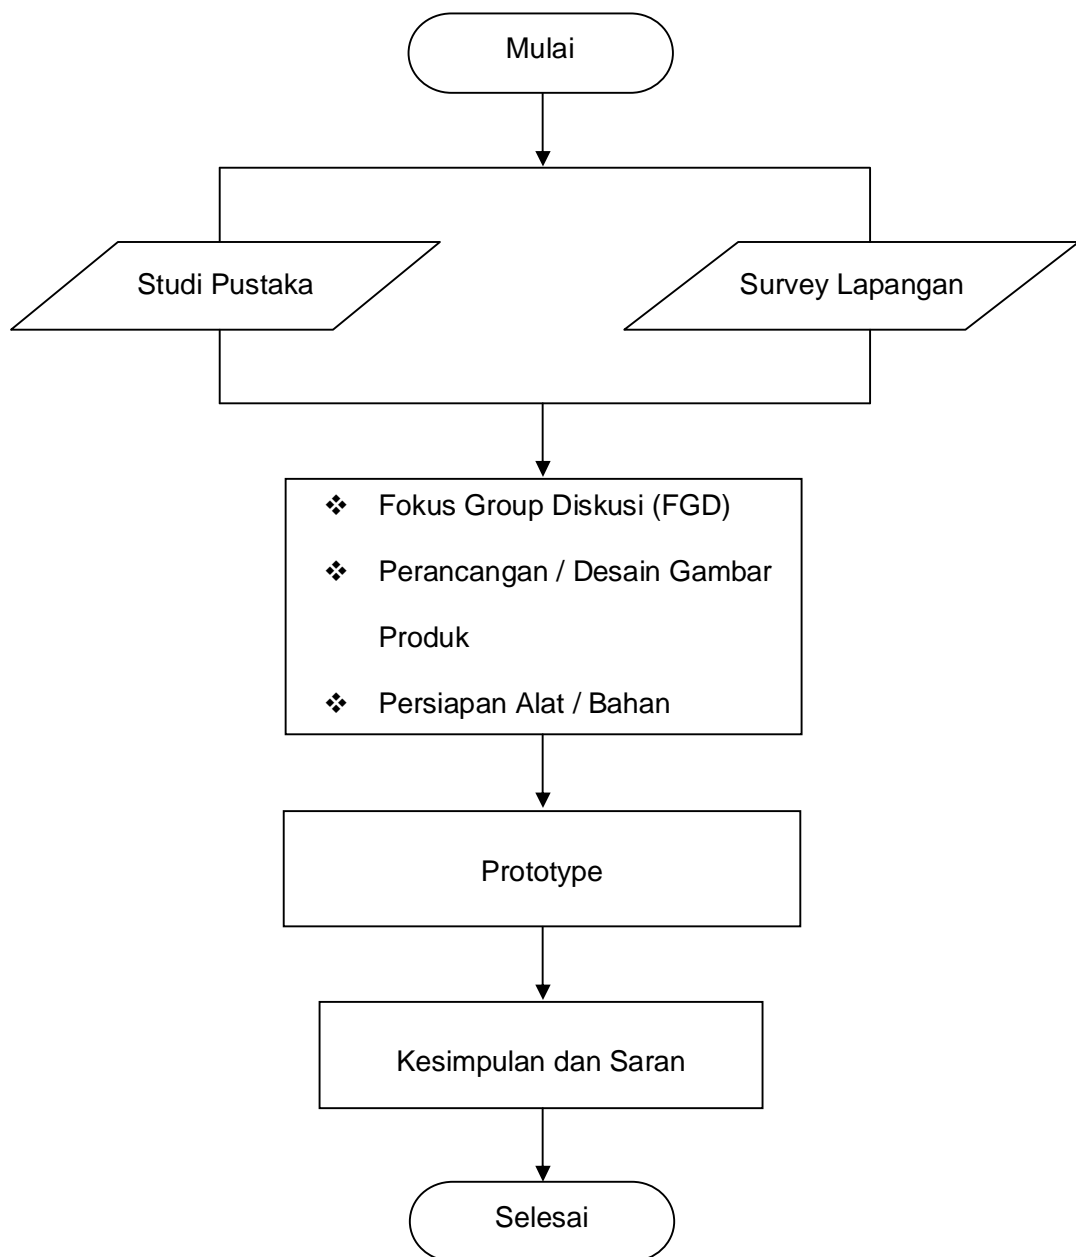 Mulai
Studi Pustaka
Survey Lapangan
❖ Fokus Group Diskusi (FGD)
❖ Perancangan / Desain Gambar
Produk
❖ Persiapan Alat / Bahan
Prototype
Kesimpulan dan Saran
Selesai